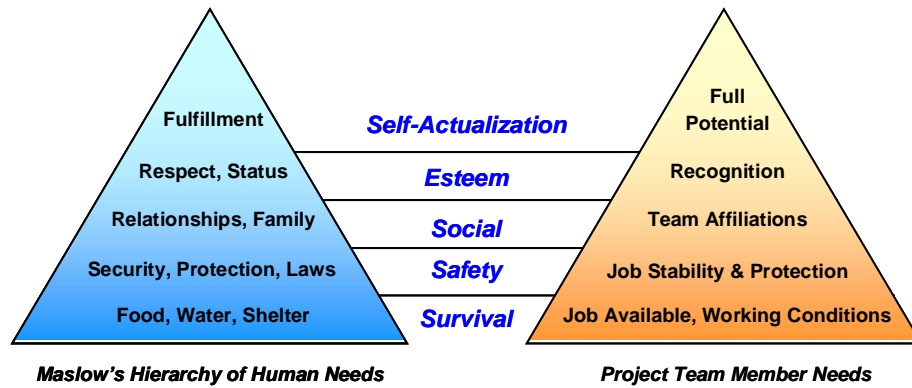 Fulfillment
Respect, Status
Relationships, Family
Security, Protection, Laws
Food, Water, Shelter
Self-Actualization
Esteem
Social
Safety
Survival
Full
Potential
Recognition
Team Affiliations
Job Stability & Protection
Job Available, Working Conditions
Maslow's Hierarchy of Human Needs
Project Team Member Needs